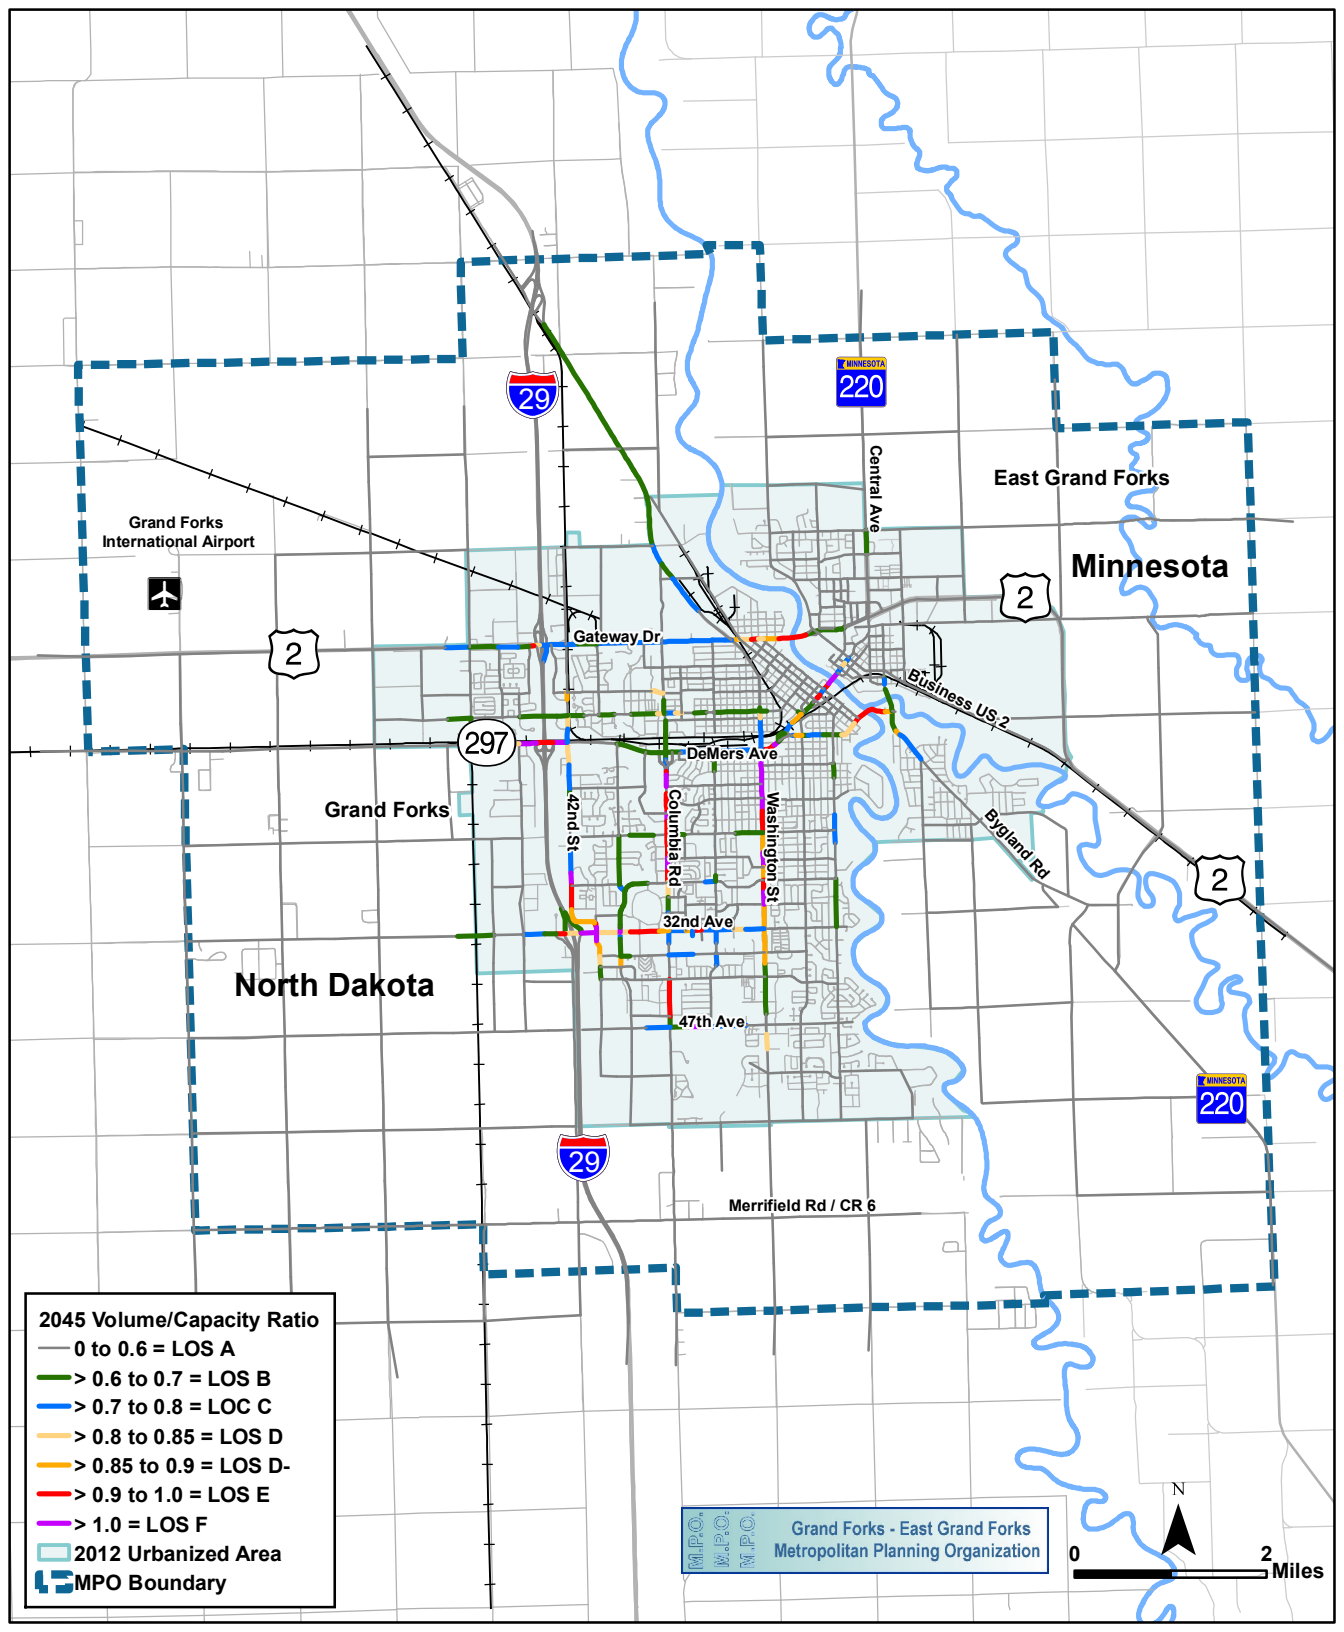 29
MINNESOTA
220
Central Ave
East Grand Forks
Grand Forks
International Airport
Minnesota
2
2
Gateway Dr
Business US 2
297
DeMers Ave
Grand Forks
42nd St
Columbia Rd
Washington St
Bygland Rd
2
32nd Ave
North Dakota
47th Ave
MINNESOTA
220
29
Merrifield Rd / CR 6
2045 Volume/Capacity Ratio
0 to 0.6 = LOS A
> 0.6 to 0.7 = LOS B
> 0.7 to 0.8 = LOC C
> 0.8 to 0.85 = LOS D
> 0.85 to 0.9 = LOS D-
> 0.9 to 1.0 = LOS E
> 1.0 = LOS F
2012 Urbanized Area
MPO Boundary
M.P.O.
M.P.O.
M.P.O.
Grand Forks - East Grand Forks
Metropolitan Planning Organization
N
0 2
Miles